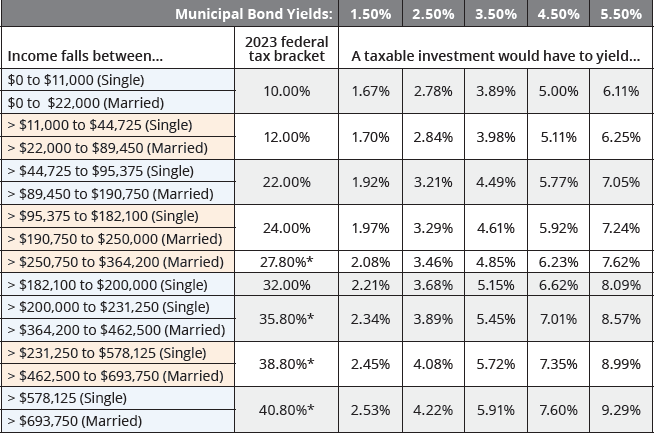 Municipal Bond Yields: 1.50% 2.50% 3.50% 4.50% 5.50%
Income falls between...
2023 federal
tax bracket
A taxable investment would have to yield...
$0 to $11,000 (Single)
$0 to $22,000 (Married)
10.00% 1.67% 2.78% 3.89% 5.00% 6.11%
> $11,000 to $44,725 (Single)
> $22,000 to $89,450 (Married)
12.00% 1.70% 2.84% 3.98% 5.11% 6.25%
> $44,725 to $95,375 (Single)
> $89,450 to $190,750 (Married)
22.00% 1.92% 3.21% 4.49% 5.77% 7.05%
> $95,375 to $182,100 (Single)
> $190,750 to $250,000 (Married)
24.00% 1.97% 3.29% 4.61% 5.92% 7.24%
> $250,750 to $364,200 (Married) 27.80%* 2.08% 3.46% 4.85% 6.23% 7.62%
> $182,100 to $200,000 (Single) 32.00% 2.21% 3.68% 5.15% 6.62% 8.09%
> $200,000 to $231,250 (Single)
> $364,200 to $462,500 (Married)
35.80%* 2.34% 3.89% 5.45% 7.01% 8.57%
> $231,250 to $578,125 (Single)
> $462,500 to $693,750 (Married)
38.80%* 2.45% 4.08% 5.72% 7.35% 8.99%
> $578,125 (Single)
> $693,750 (Married)
40.80%* 2.53% 4.22% 5.91% 7.60% 9.29%